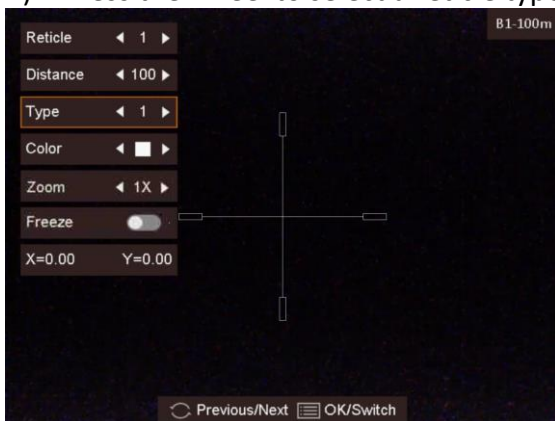 B1-100m
Reticle 1
Distance 100
Type 1
Color
Zoom 1X
Freeze
X=0.00 Y=0.00
Previous/Next OK/Switch